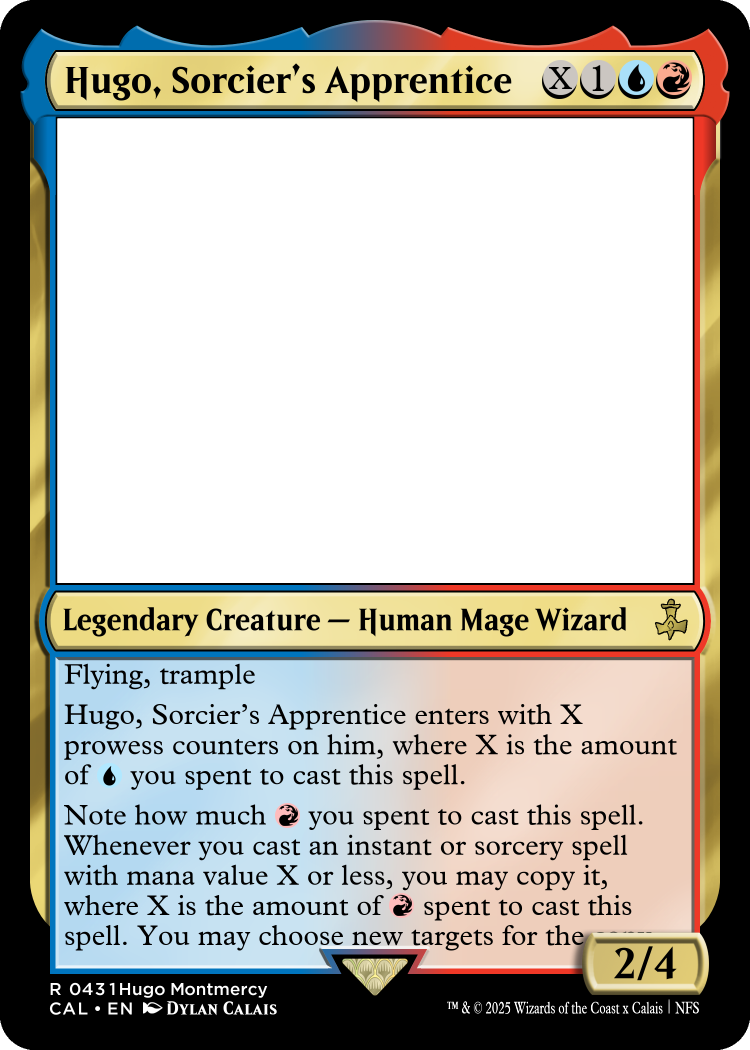 Hugo, Sorcier's Apprentice X 1
Legendary Creature — Human Mage Wizard
Flying, trample
Hugo, Sorcier's Apprentice enters with X
prowess counters on him, where X is the amount
of you spent to cast this spell.
Note how much you spent to cast this spell.
Whenever you cast an instant or sorcery spell
with mana value X or less, you may copy it,
where X is the amount of spent to cast this
spell. You may choose new targets for the
2/4
R 0431 Hugo Montmercy
CAL • EN Dylan Calais
™ & © 2025 Wizards of the Coast x Calais | NFS